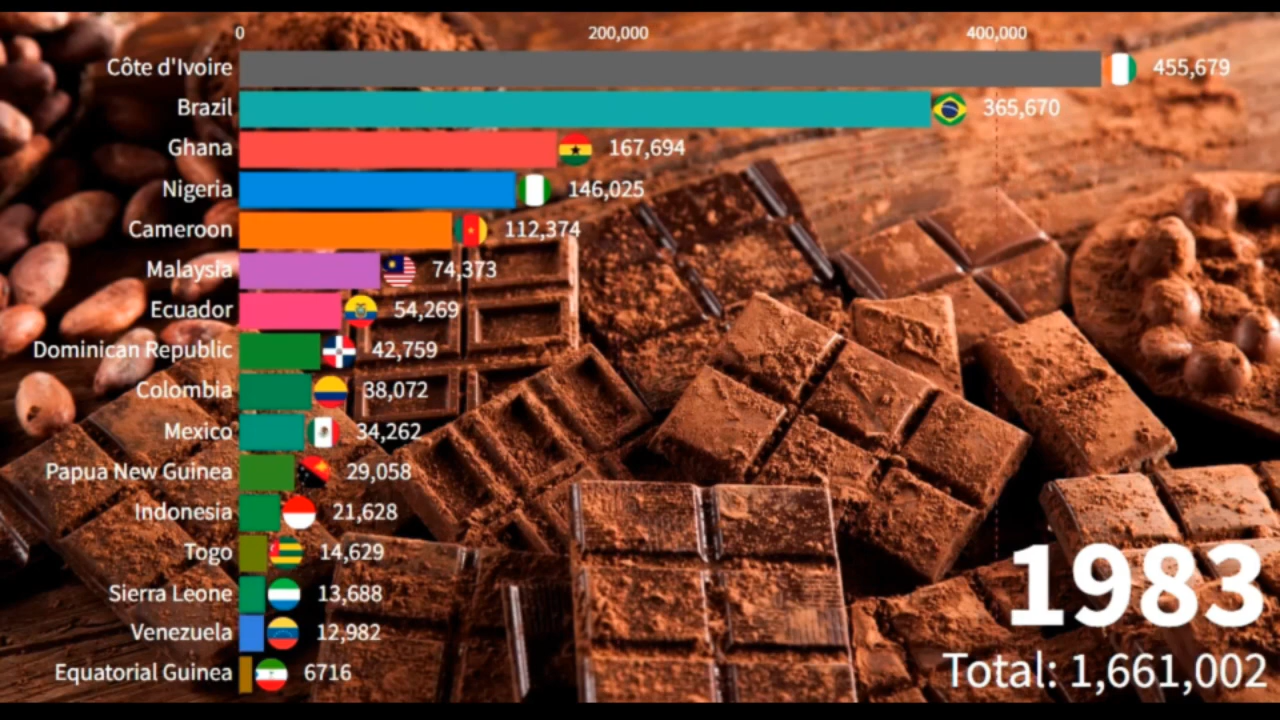 0 200,000 400,000
Côte d'Ivoire 455,679
Brazil 365,670
Ghana 167,694
Nigeria 146,025
Cameroon 112,374
Malaysia 74,373
Ecuador 54,269
Dominican Republic 42,759
Colombia 38,072
Mexico 34,262
Papua New Guinea 29,058
Indonesia 21,628
Togo 14,629
Sierra Leone 13,688
Venezuela 12,982
Equatorial Guinea 6716
1983
Total: 1,661,002